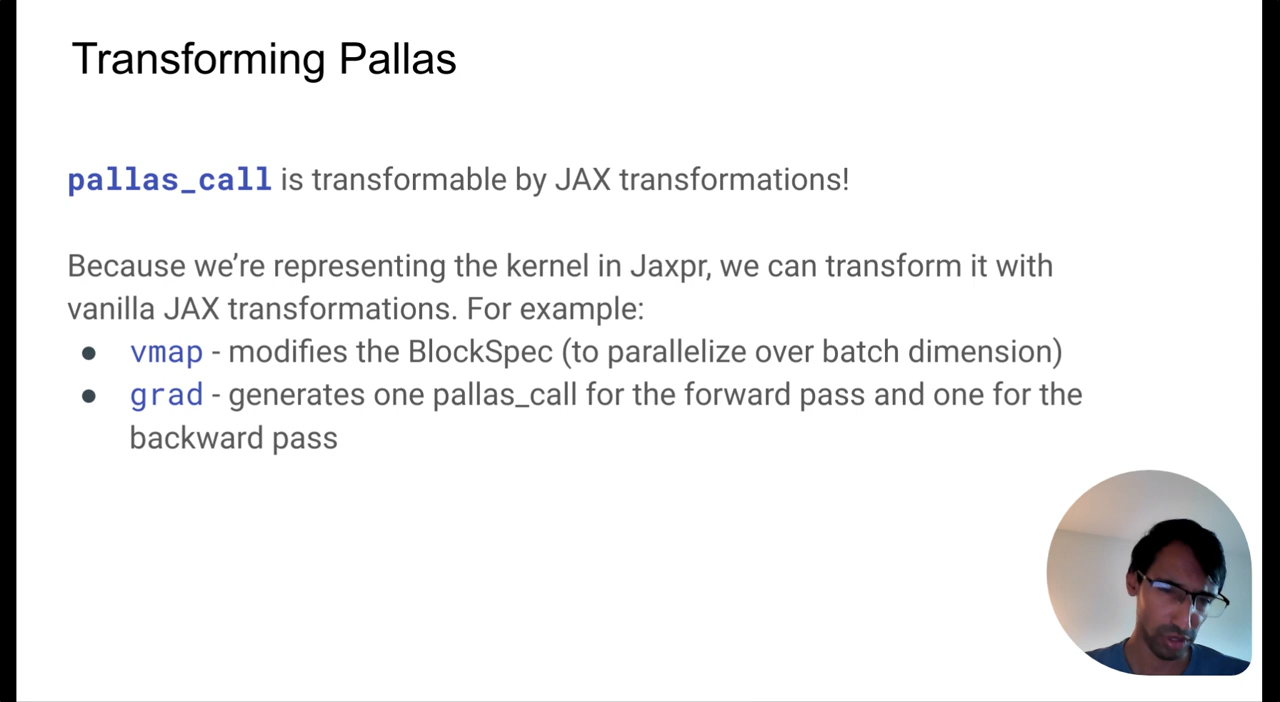 Transforming Pallas
pallas_call is transformable by JAX transformations!
Because we’re representing the kernel in Jaxpr, we can transform it with
vanilla JAX transformations. For example:
● vmap - modifies the BlockSpec (to parallelize over batch dimension)
● grad - generates one pallas_call for the forward pass and one for the
backward pass